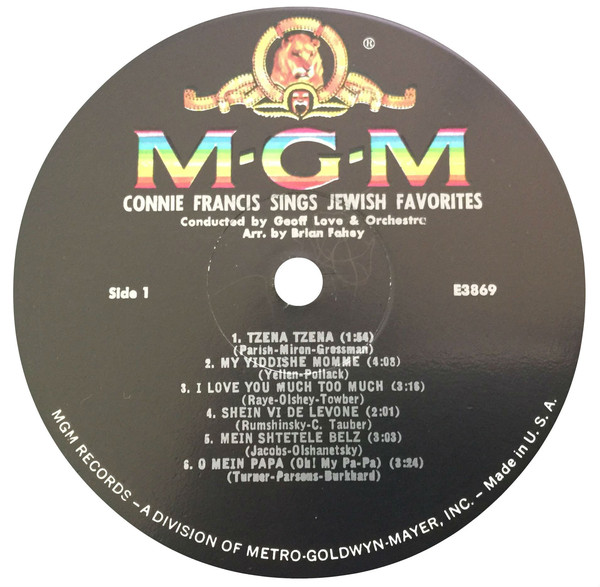 ®
M·G·M
CONNIE FRANCIS SINGS JEWISH FAVORITES
Conducted by Geoff Love & Orchestra
Arr. by Brian Fahey
Side 1 E3869
1. TZENA TZENA (1:54)
(Parish-Miron-Grossman)
2. MY YIDDISHE MOMME (4:08)
(Yellen-Pollack)
3. I LOVE YOU MUCH TOO MUCH (3:16)
(Raye-Olshey-Towber)
4. SHEIN VI DE LEVONE (2:01)
(Rumshinsky-C. Tauber)
5. MEIN SHTETELE BELZ (3:03)
(Jacobs-Olshanetsky)
6. O MEIN PAPA (Oh! My Pa-Pa) (3:24)
(Turner-Parsons-Burkhard)
MGM RECORDS – A DIVISION OF METRO-GOLDWYN-MAYER, INC. – Made in U. S. A.